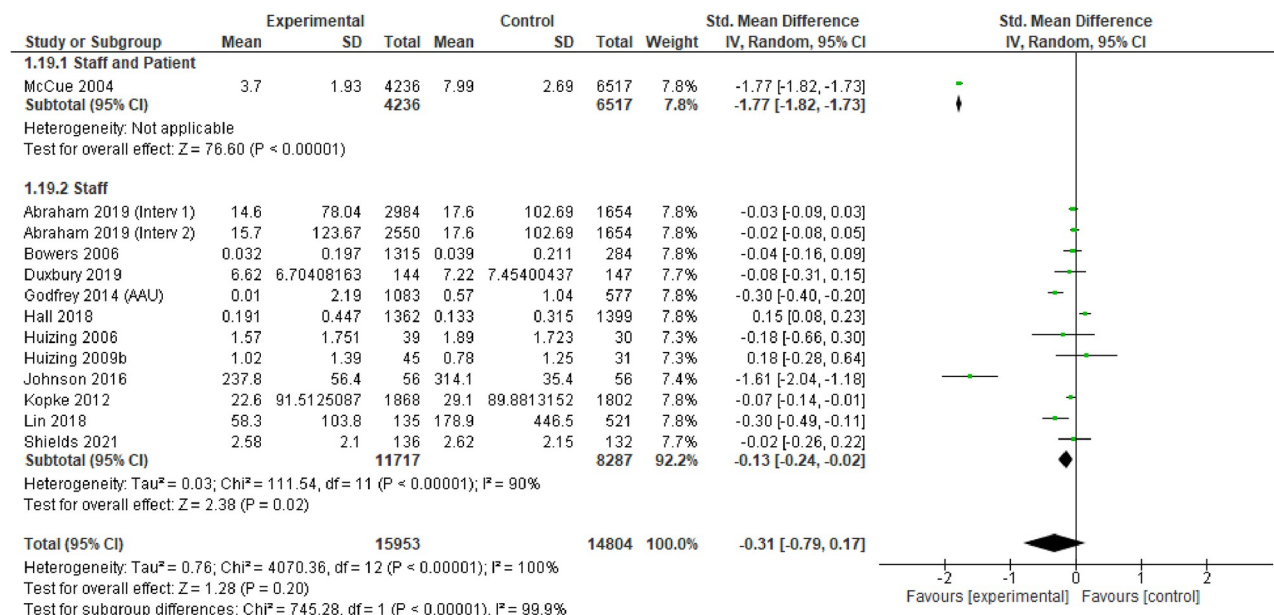 Experimental Control Std. Mean Difference Std. Mean Difference
Study or Subgroup Mean SD Total Mean SD Total Weight IV, Random, 95% CI IV, Random, 95% CI
1.19.1 Staff and Patient
McCue 2004 3.7 1.93 4236 7.99 2.69 6517 7.8% -1.77 [-1.82, -1.73]
Subtotal (95% CI) 4236 6517 7.8% -1.77 [-1.82, -1.73]
Heterogeneity: Not applicable
Test for overall effect: Z = 76.60 (P < 0.00001)
1.19.2 Staff
Abraham 2019 (Interv 1) 14.6 78.04 2984 17.6 102.69 1654 7.8% -0.03 [-0.09, 0.03]
Abraham 2019 (Interv 2) 15.7 123.67 2550 17.6 102.69 1654 7.8% -0.02 [-0.08, 0.05]
Bowers 2006 0.032 0.197 1315 0.039 0.211 284 7.8% -0.04 [-0.16, 0.09]
Duxbury 2019 6.62 6.70408163 144 7.22 7.45400437 147 7.7% -0.08 [-0.31, 0.15]
Godfrey 2014 (AAU) 0.01 2.19 1083 0.57 1.04 577 7.8% -0.30 [-0.40, -0.20]
Hall 2018 0.191 0.447 1362 0.133 0.315 1399 7.8% 0.15 [0.08, 0.23]
Huizing 2006 1.57 1.751 39 1.89 1.723 30 7.3% -0.18 [-0.66, 0.30]
Huizing 2009b 1.02 1.39 45 0.78 1.25 31 7.3% 0.18 [-0.28, 0.64]
Johnson 2016 237.8 56.4 56 314.1 35.4 56 7.4% -1.61 [-2.04, -1.18]
Kopke 2012 22.6 91.5125087 1868 29.1 89.8813152 1802 7.8% -0.07 [-0.14, -0.01]
Lin 2018 58.3 103.8 135 178.9 446.5 521 7.8% -0.30 [-0.49, -0.11]
Shields 2021 2.58 2.1 136 2.62 2.15 132 7.7% -0.02 [-0.26, 0.22]
Subtotal (95% CI) 11717 8287 92.2% -0.13 [-0.24, -0.02]
Heterogeneity: Tau² = 0.03; Chi² = 111.54, df = 11 (P < 0.00001); I² = 90%
Test for overall effect: Z = 2.38 (P = 0.02)
Total (95% CI) 15953 14804 100.0% -0.31 [-0.79, 0.17]
Heterogeneity: Tau² = 0.76; Chi² = 4070.36, df = 12 (P < 0.00001); I² = 100%
Test for overall effect: Z = 1.28 (P = 0.20)
Test for subgroup differences: Chi² = 745.28, df = 1 (P < 0.00001), I² = 99.9%
-2 -1 0 1 2
Favours [experimental] Favours [control]